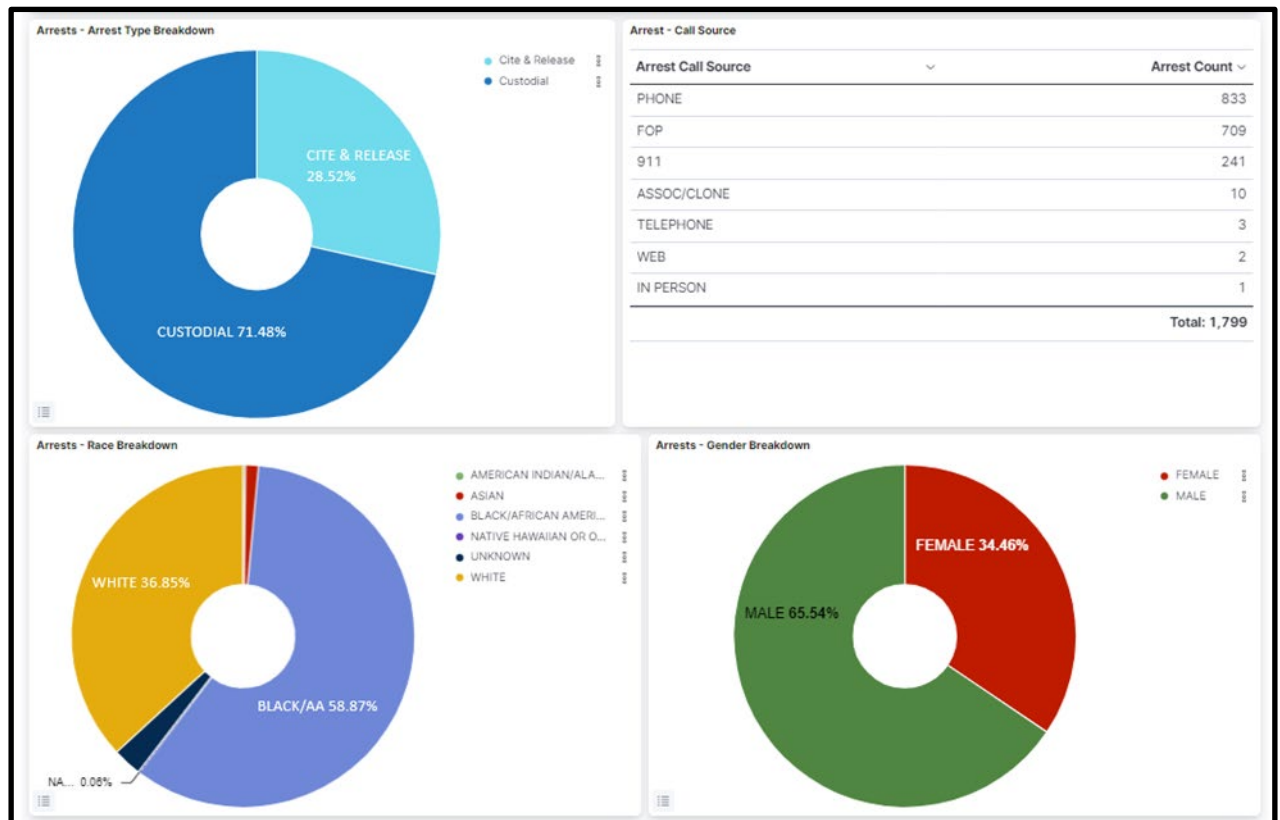 Arrests - Arrest Type Breakdown
Cite & Release
Custodial
CITE & RELEASE
28.52%
CUSTODIAL 71.48%
Arrest - Call Source
Arrest Call Source Arrest Count
PHONE 833
FOP 709
911 241
ASSOC/CLONE 10
TELEPHONE 3
WEB 2
IN PERSON 1
Total: 1,799
Arrests - Race Breakdown
AMERICAN INDIAN/ALA...
ASIAN
BLACK/AFRICAN AMERI...
NATIVE HAWAIIAN OR O...
UNKNOWN
WHITE
WHITE 36.85%
BLACK/AA 58.87%
NA... 0.06%
Arrests - Gender Breakdown
FEMALE
MALE
FEMALE 34.46%
MALE 65.54%